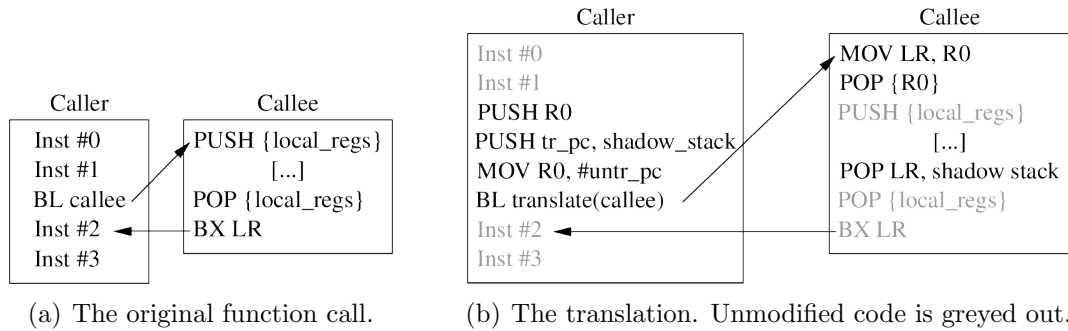 Caller
Inst #0
Inst #1
BL callee
Inst #2
Inst #3
Callee
PUSH {local_regs}
[...]
POP {local_regs}
BX LR
(a) The original function call.
Caller
Inst #0
Inst #1
PUSH R0
PUSH tr_pc, shadow_stack
MOV R0, #untr_pc
BL translate(callee)
Inst #2
Inst #3
Callee
MOV LR, R0
POP {R0}
PUSH {local_regs}
[...]
POP LR, shadow stack
POP {local_regs}
BX LR
(b) The translation. Unmodified code is greyed out.